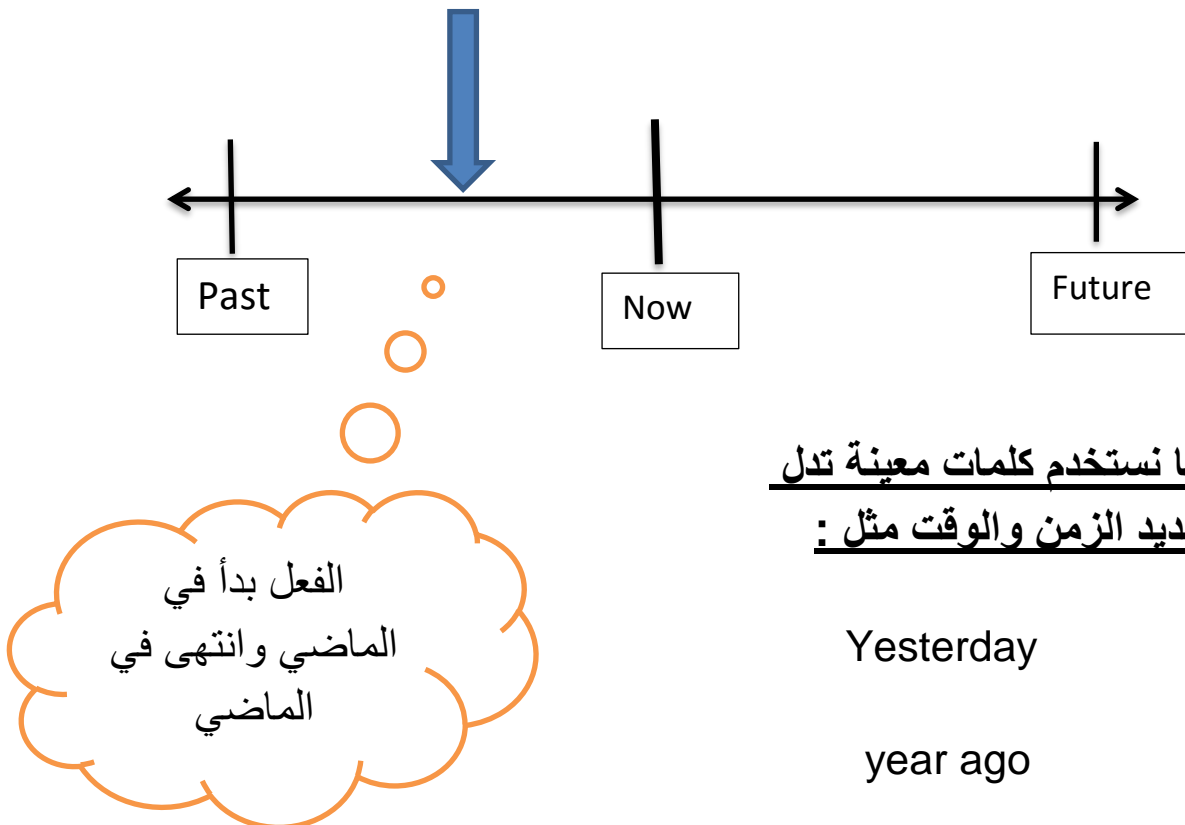 Past
Now
Future
نستخدم كلمات معينة تدل
الزمن والوقت مثل :
الفعل بدأ في
الماضي وانتهى في
الماضي
Yesterday
year ago